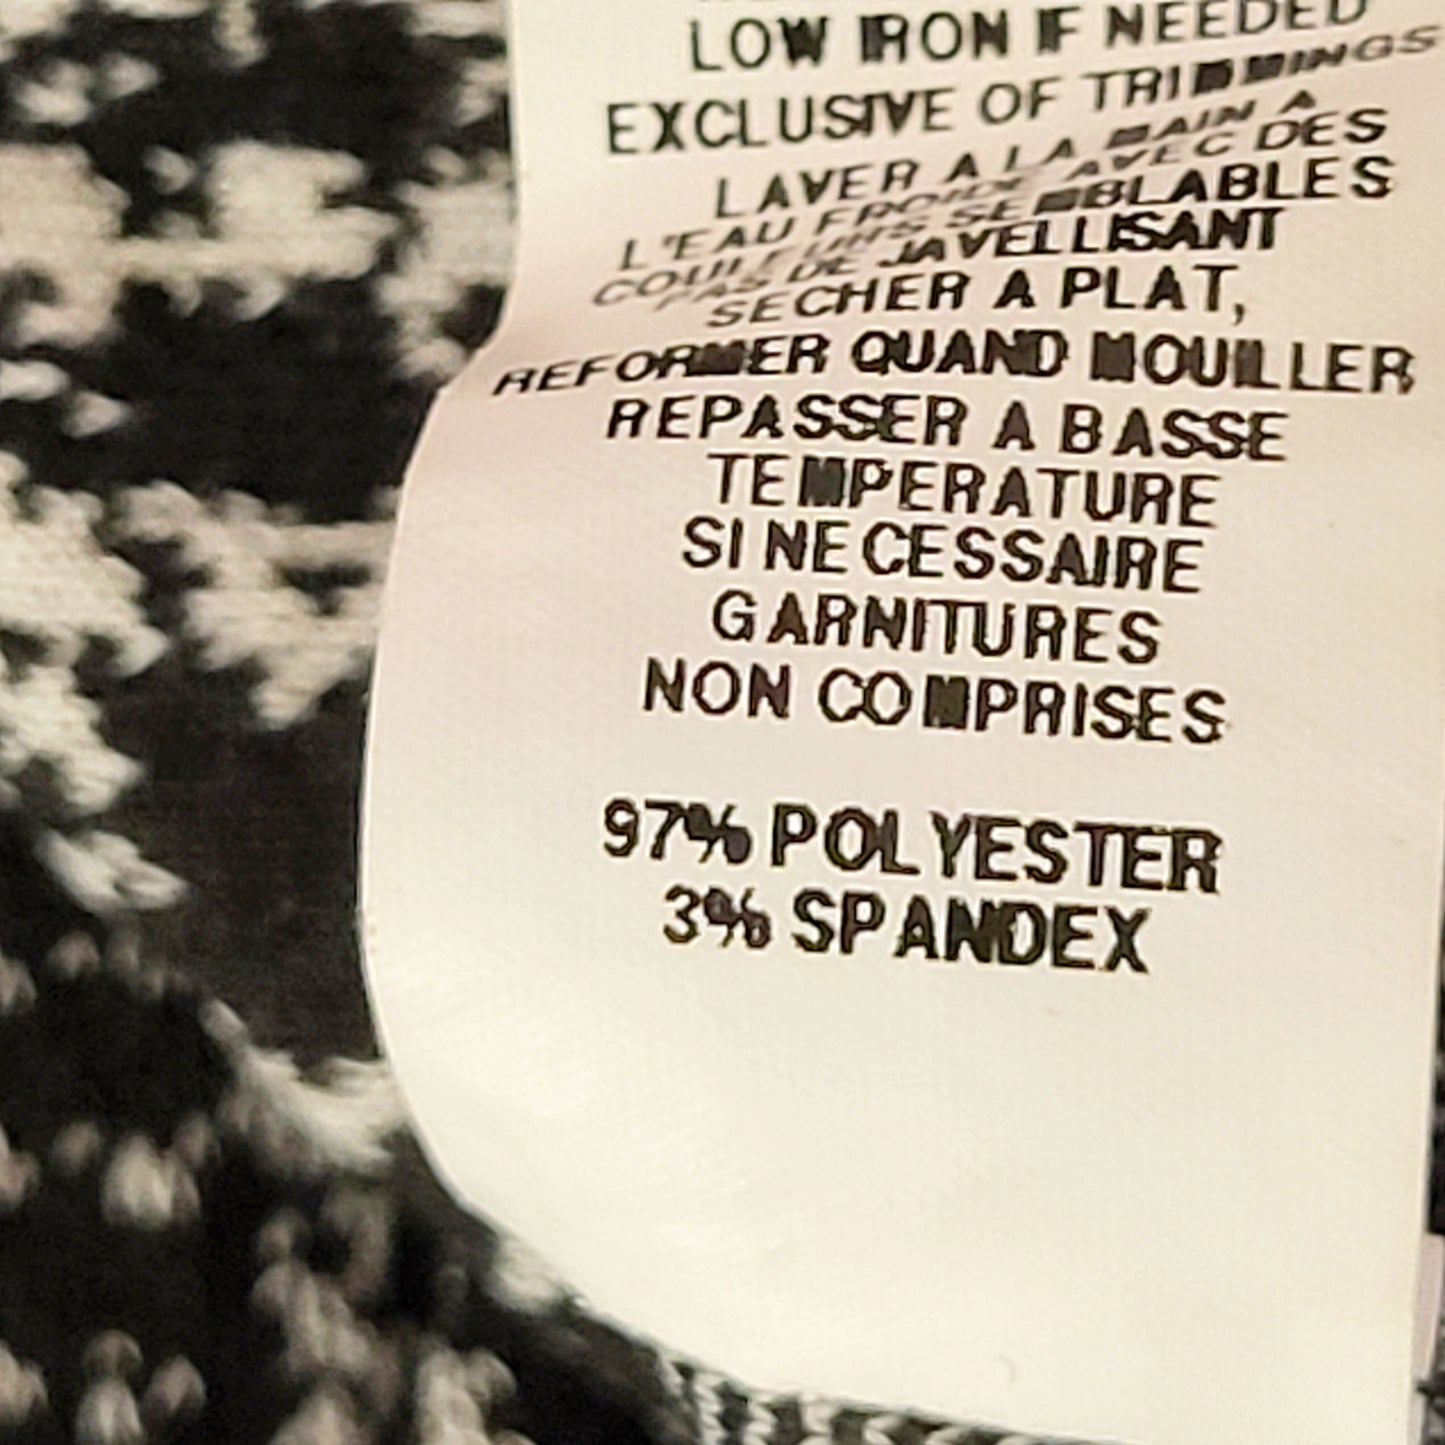 LOW IRON IF NEEDED
EXCLUSIVE OF TRIMMINGS
LAVER A LA MAIN A
L'EAU FROIDE AVEC DES
COULEURS SEMBLABLES
PAS DE JAVELLISANT
SECHER A PLAT,
REFORMER QUAND MOUILLER
REPASSER A BASSE
TEMPERATURE
SI NECESSAIRE
GARNITURES
NON COMPRISES
97% POLYESTER
3% SPANDEX